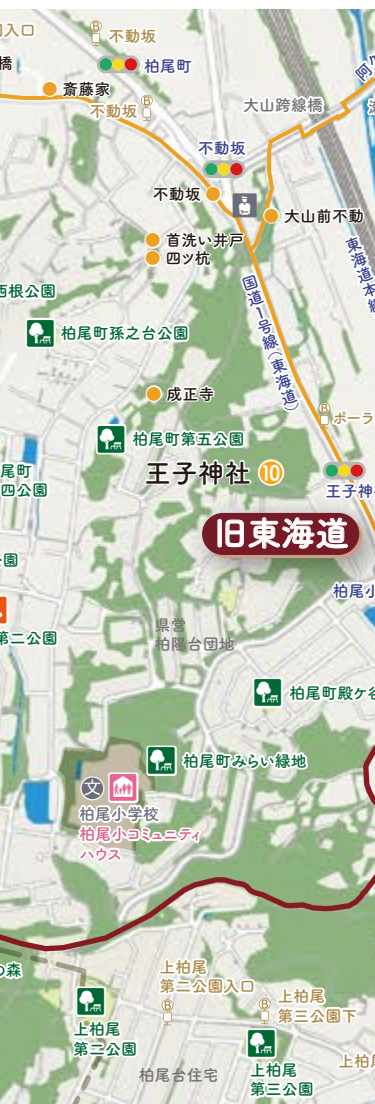 入口
Ⓑ 不動坂
橋
柏尾町
斎藤家
不動坂 Ⓑ
大山跨線橋
不動坂
不動坂
大山前不動
首洗い井戸
四ツ杭
東海道本線
西根公園
国道1号線(東海道)
柏尾町孫之台公園
成正寺
Ⓑ
ポーラ
柏尾町第五公園
王子神社 10
尾町
四公園
王子神
旧東海道
公園
柏尾小
県営
柏陽台団地
第二公園
柏尾町殿ケ谷
柏尾町みらい緑地
文
柏尾小学校
柏尾小コミュニティ
ハウス
の森
上柏尾
第二公園入口
Ⓑ
上柏尾
第三公園下
Ⓑ
上柏尾
第二公園
上柏
柏尾台住宅
上柏尾
第三公園